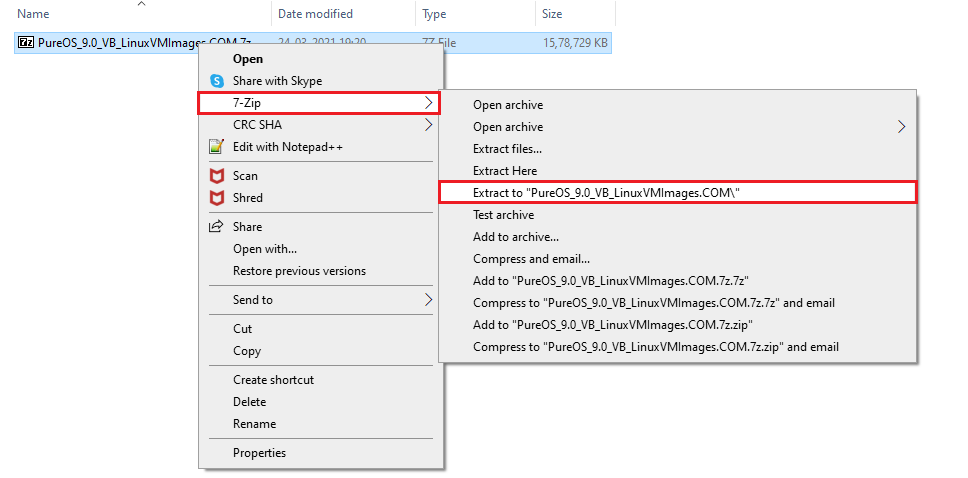 Name Date modified Type Size
7z PureOS_9.0_VB_LinuxVMImages.COM.7z 24-03-2021 19:20 7Z File 15,78,729 KB
Open
Share with Skype
7-Zip
CRC SHA
Edit with Notepad++
Scan
Shred
Share
Open with...
Restore previous versions
Send to
Cut
Copy
Create shortcut
Delete
Rename
Properties
Open archive
Open archive
Extract files...
Extract Here
Extract to "PureOS_9.0_VB_LinuxVMImages.COM\"
Test archive
Add to archive...
Compress and email...
Add to "PureOS_9.0_VB_LinuxVMImages.COM.7z.7z"
Compress to "PureOS_9.0_VB_LinuxVMImages.COM.7z.7z" and email
Add to "PureOS_9.0_VB_LinuxVMImages.COM.7z.zip"
Compress to "PureOS_9.0_VB_LinuxVMImages.COM.7z.zip" and email